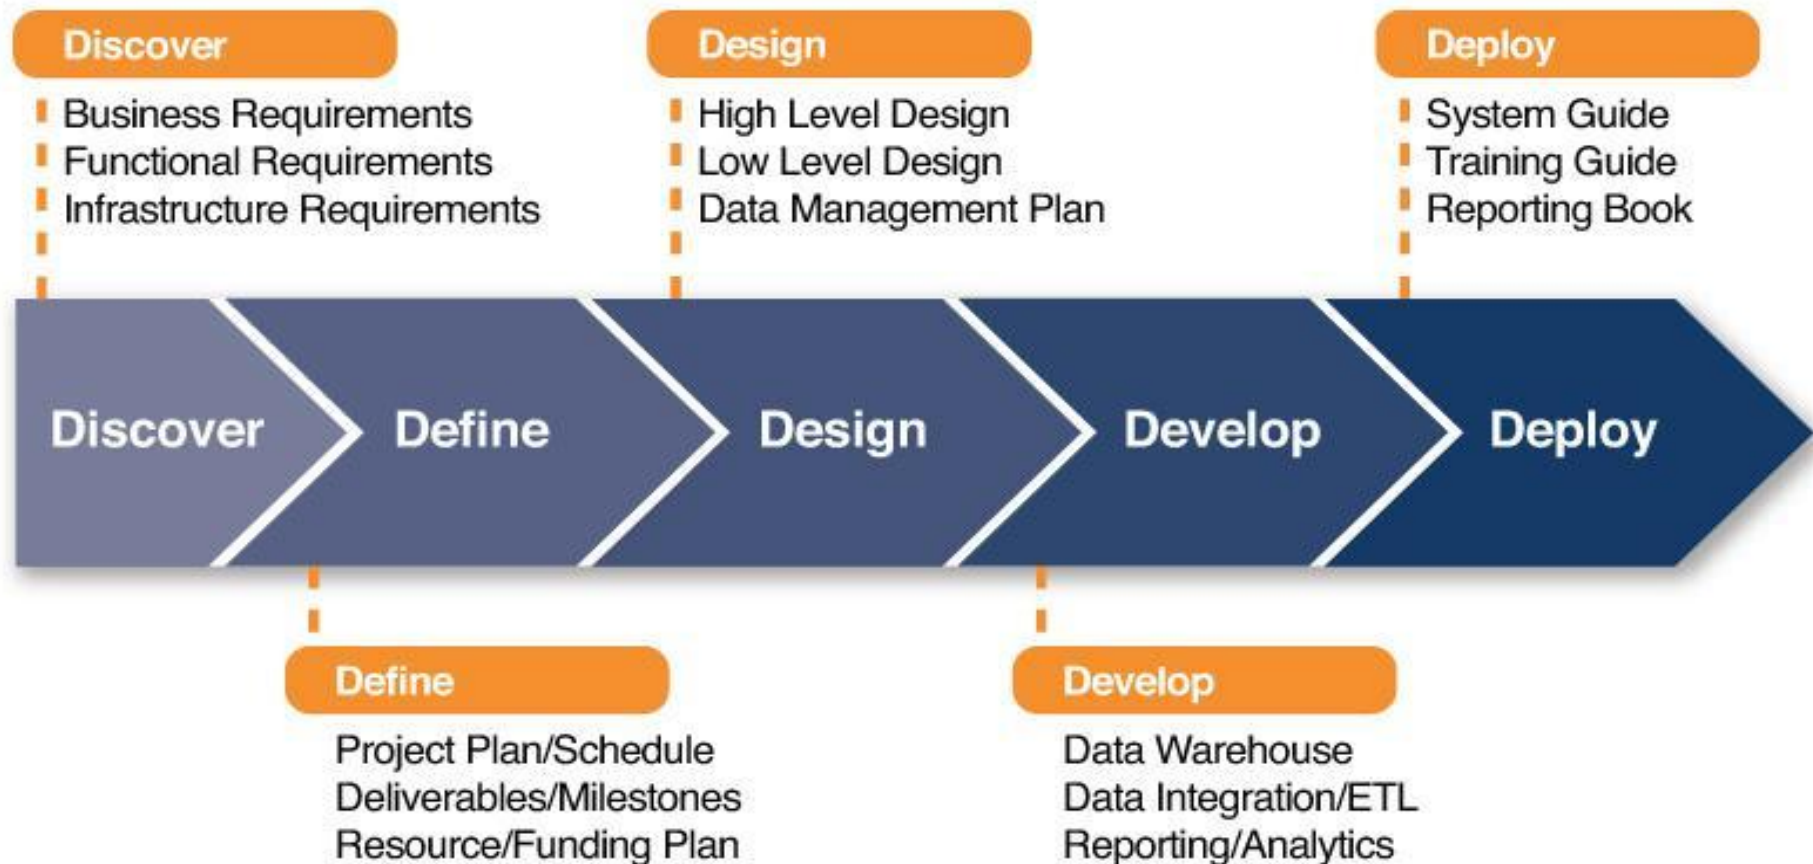 Discover
Business Requirements
Functional Requirements
Infrastructure Requirements
Design
High Level Design
Low Level Design
Data Management Plan
Deploy
System Guide
Training Guide
Reporting Book
Discover
Define
Design
Develop
Deploy
Define
Project Plan/Schedule
Deliverables/Milestones
Resource/Funding Plan
Develop
Data Warehouse
Data Integration/ETL
Reporting/Analytics